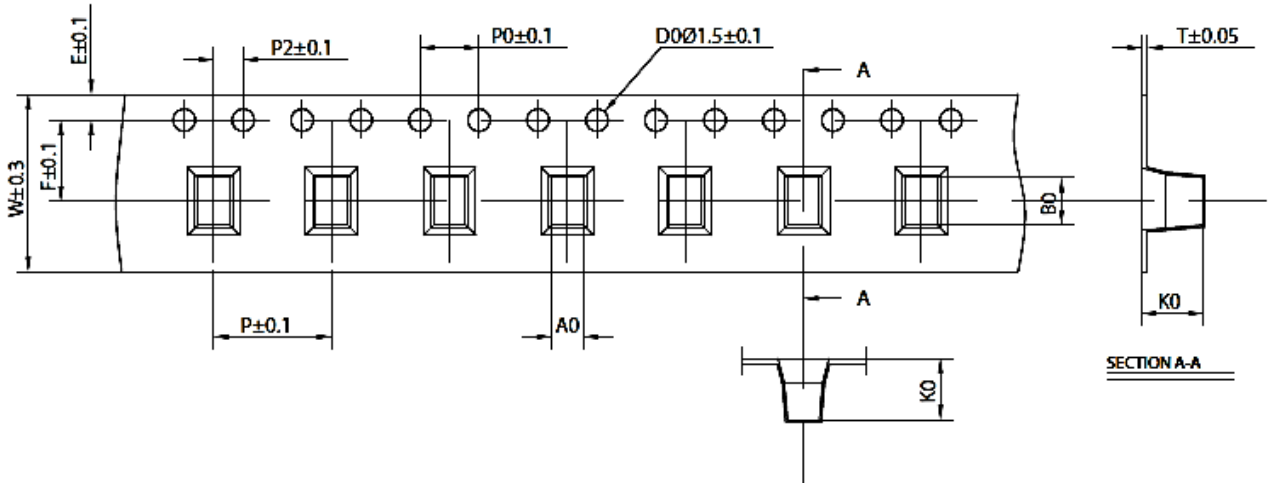 E±0.1
P2±0.1
P0±0.1
D0Ø1.5±0.1
A
T±0.05
W±0.3
F±0.1
B0
P±0.1
A0
A
K0
K0
SECTION A-A